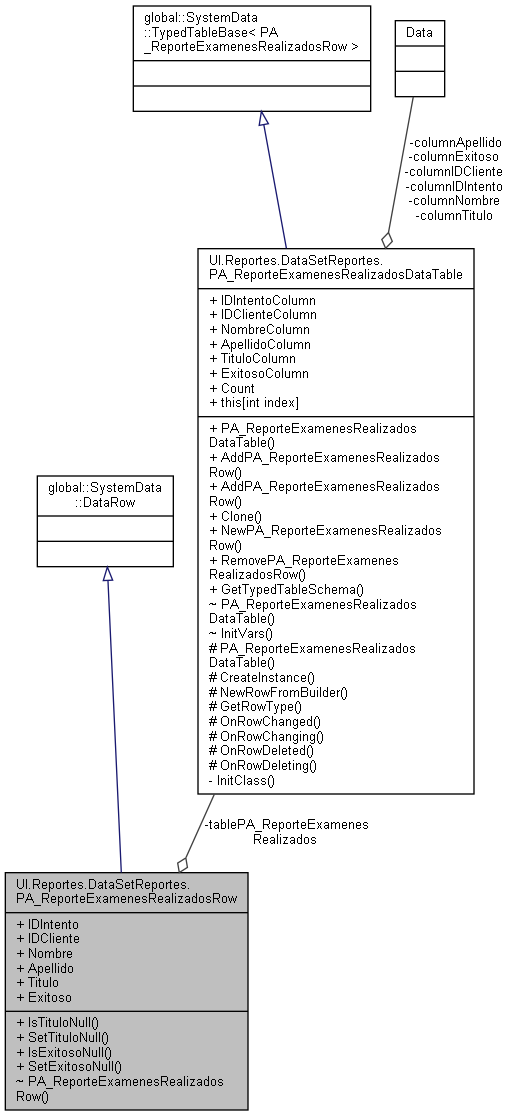 global::SystemData
::TypedTableBase< PA
_ReporteExamenesRealizadosRow >
Data
-columnApellido
-columnExitoso
-columnIDCliente
-columnIDIntento
-columnNombre
-columnTitulo
UI.Reportes.DataSetReportes.
PA_ReporteExamenesRealizadosDataTable
+ IDIntentoColumn
+ IDClienteColumn
+ NombreColumn
+ ApellidoColumn
+ TituloColumn
+ ExitosoColumn
+ Count
+ this[int index]
+ PA_ReporteExamenesRealizados
DataTable()
+ AddPA_ReporteExamenesRealizados
Row()
+ AddPA_ReporteExamenesRealizados
Row()
+ Clone()
+ NewPA_ReporteExamenesRealizados
Row()
+ RemovePA_ReporteExamenes
RealizadosRow()
+ GetTypedTableSchema()
~ PA_ReporteExamenesRealizados
DataTable()
~ InitVars()
# PA_ReporteExamenesRealizados
DataTable()
# CreateInstance()
# NewRowFromBuilder()
# GetRowType()
# OnRowChanged()
# OnRowChanging()
# OnRowDeleted()
# OnRowDeleting()
- InitClass()
global::SystemData
::DataRow
-tablePA_ReporteExamenes
Realizados
UI.Reportes.DataSetReportes.
PA_ReporteExamenesRealizadosRow
+ IDIntento
+ IDCliente
+ Nombre
+ Apellido
+ Titulo
+ Exitoso
+ IsTituloNull()
+ SetTituloNull()
+ IsExitosoNull()
+ SetExitosoNull()
~ PA_ReporteExamenesRealizados
Row()